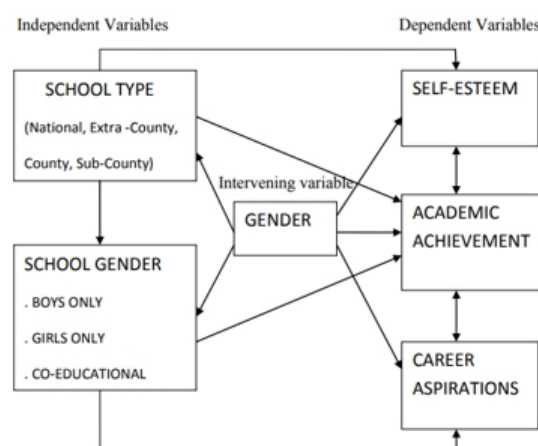 Independent Variables
Dependent Variables
SCHOOL TYPE
(National, Extra -County,
County, Sub-County)
SELF-ESTEEM
Intervening variable
GENDER
ACADEMIC
ACHIEVEMENT
SCHOOL GENDER
. BOYS ONLY
. GIRLS ONLY
. CO-EDUCATIONAL
CAREER
ASPIRATIONS